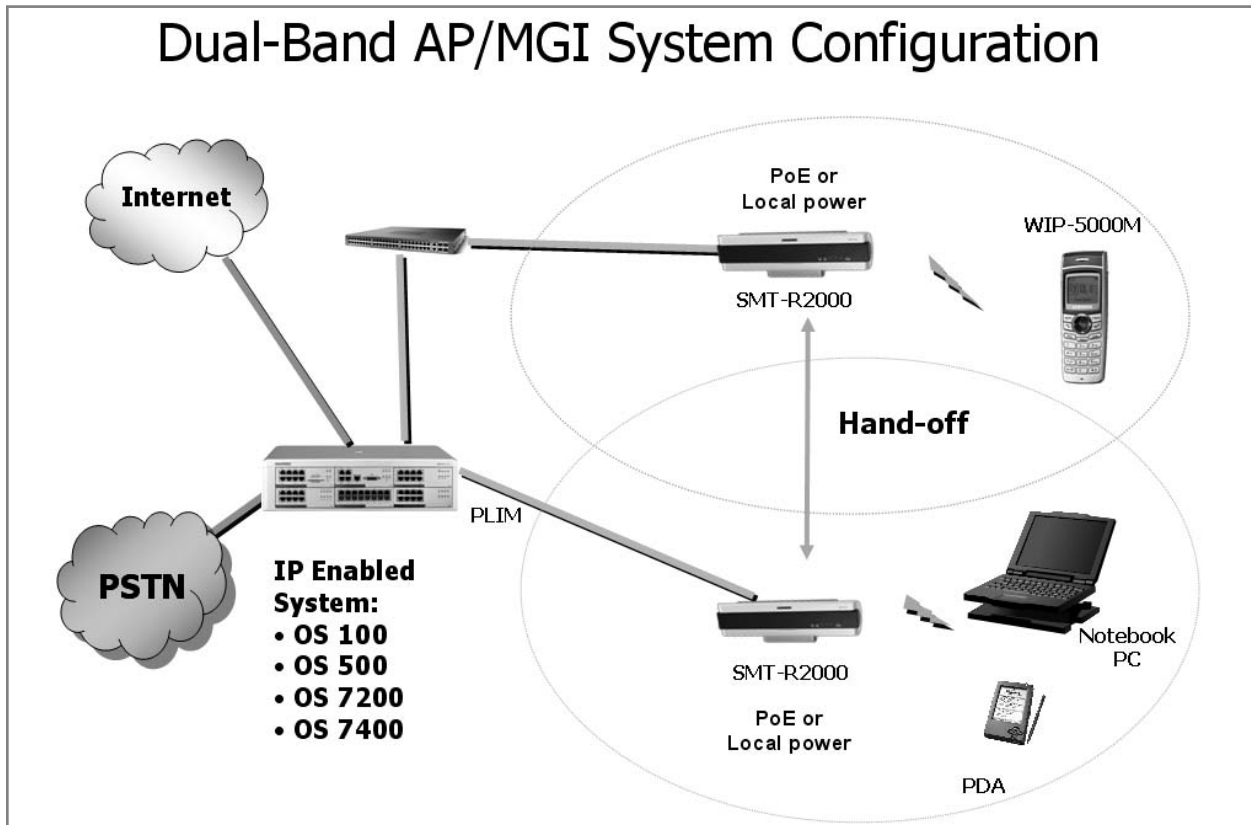 Dual-Band AP/MGI System Configuration
Internet
PoE or
Local power
WIP-5000M
SMT-R2000
Hand-off
PLIM
PSTN
IP Enabled
System:
• OS 100
• OS 500
• OS 7200
• OS 7400
SMT-R2000
PoE or
Local power
Notebook
PC
PDA